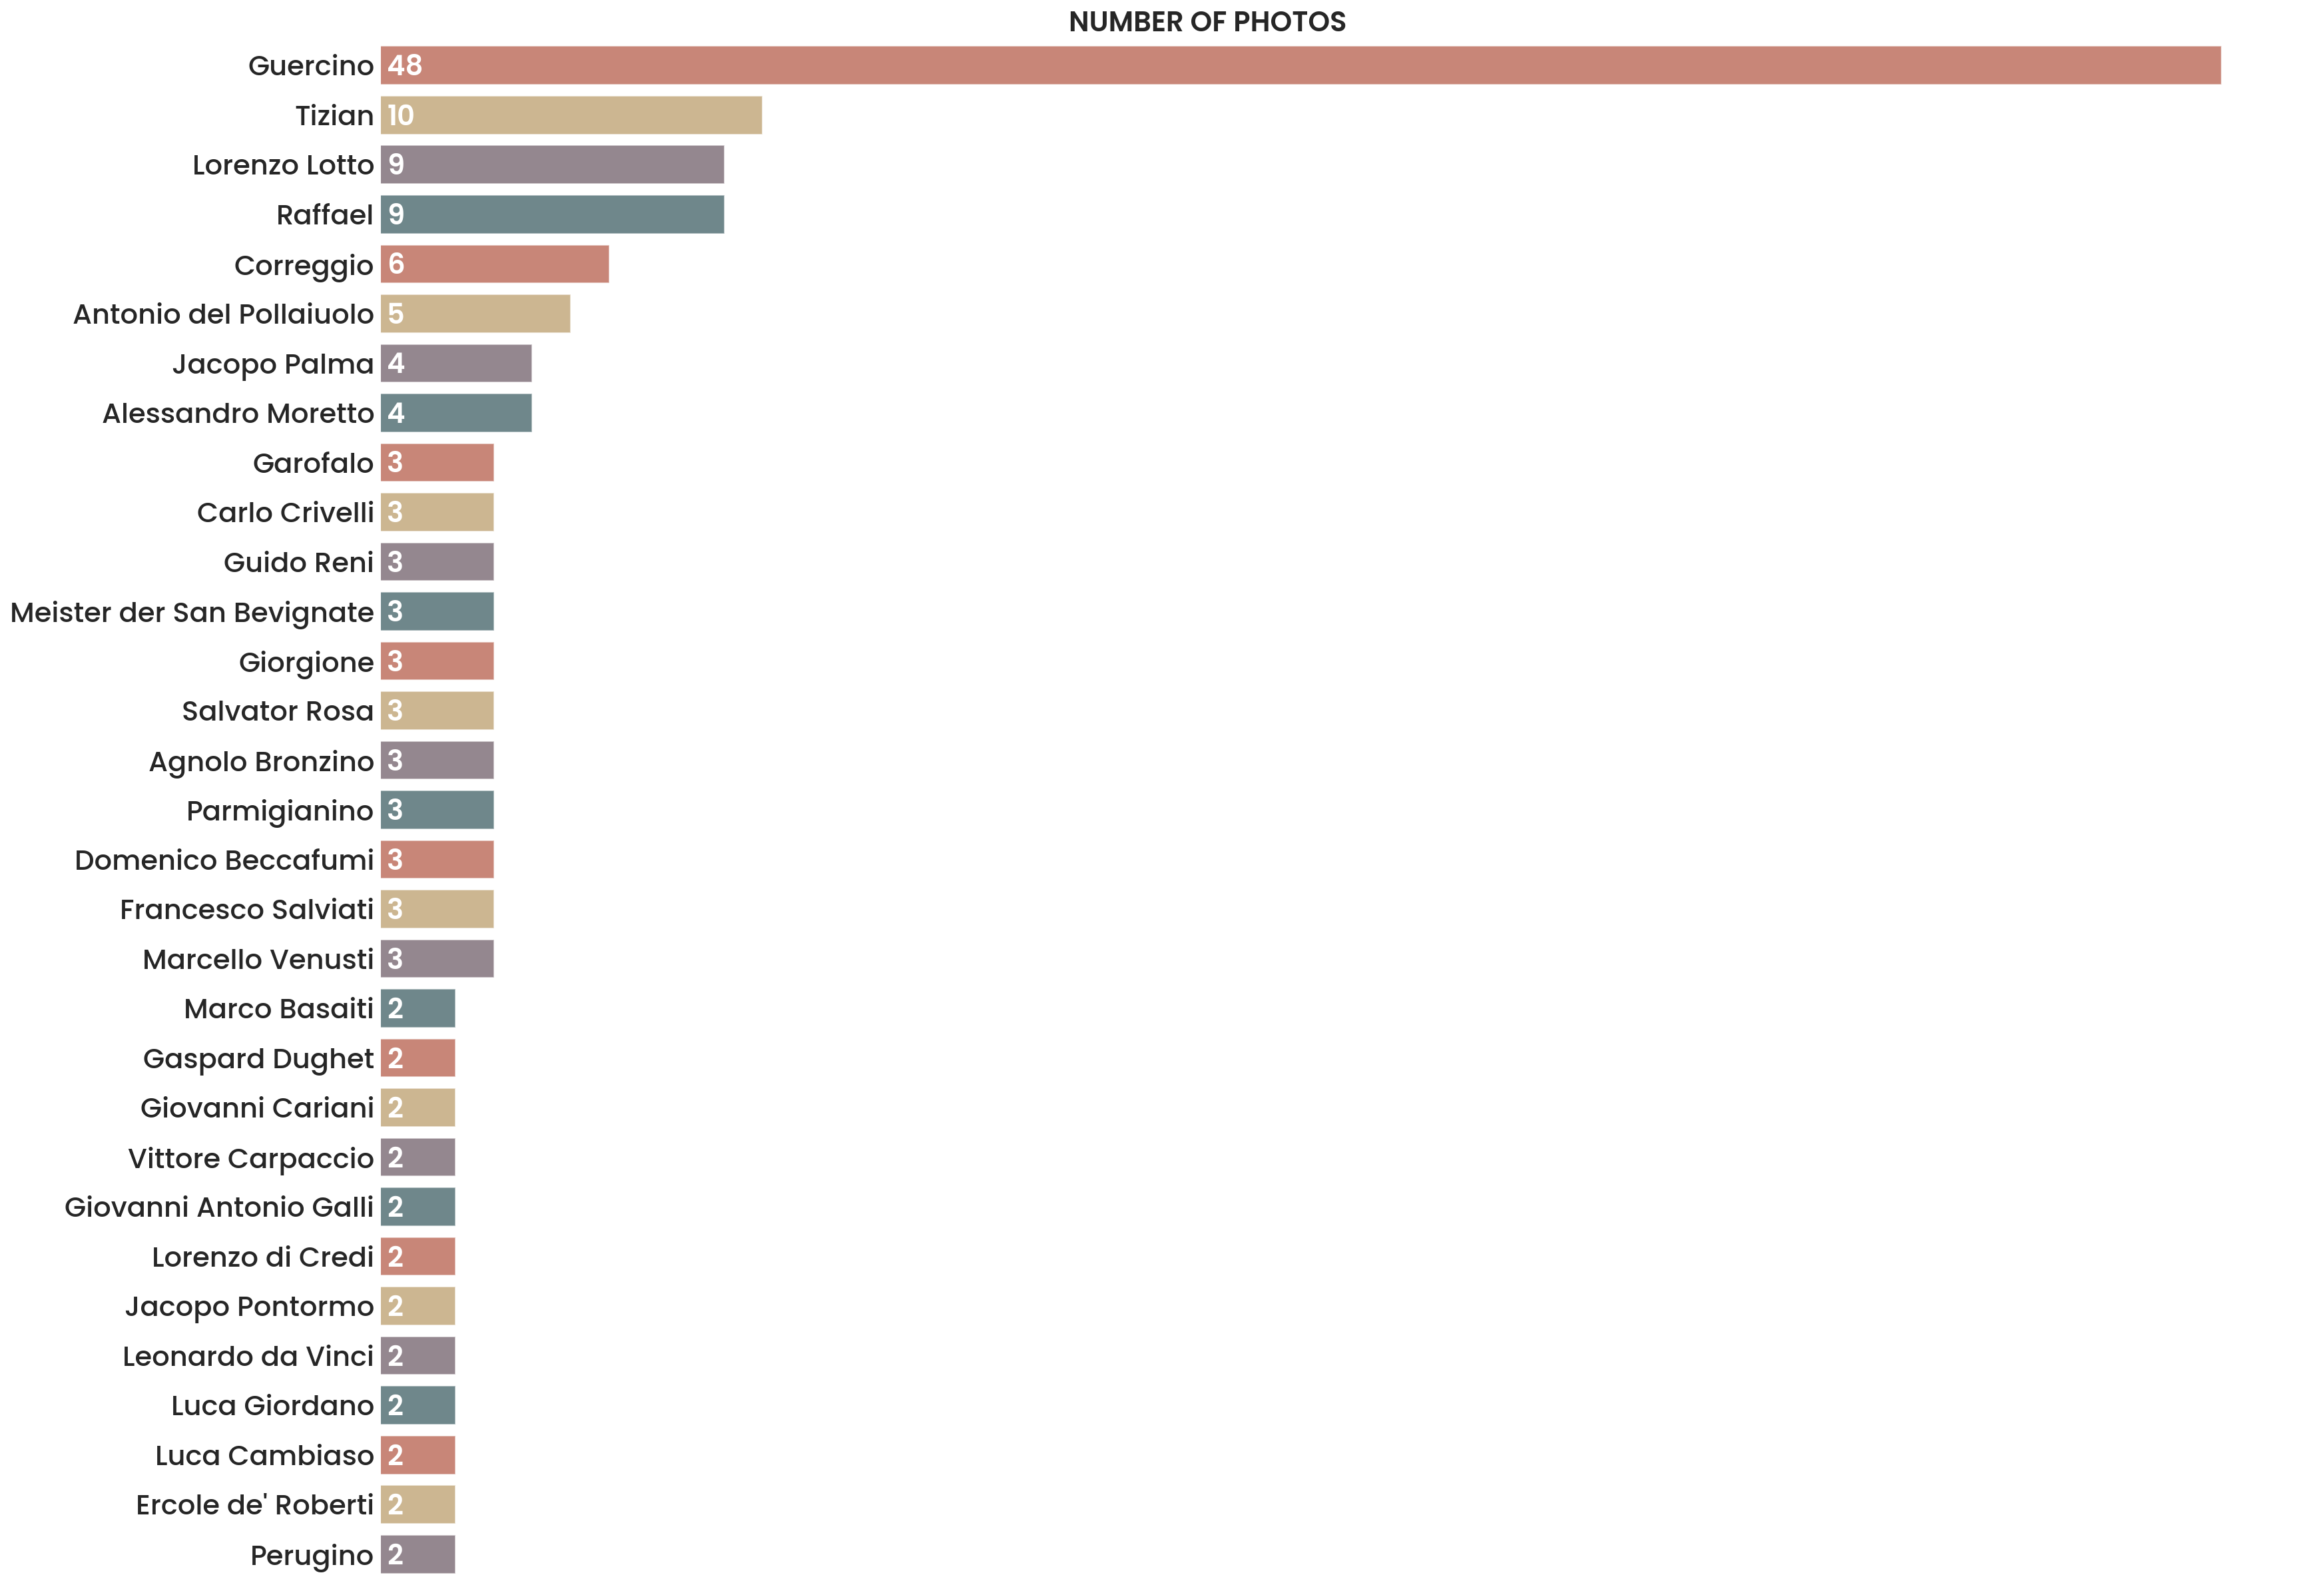 NUMBER OF PHOTOS
Guercino 48
Tizian 10
Lorenzo Lotto 9
Raffael 9
Correggio 6
Antonio del Pollaiuolo 5
Jacopo Palma 4
Alessandro Moretto 4
Garofalo 3
Carlo Crivelli 3
Guido Reni 3
Meister der San Bevignate 3
Giorgione 3
Salvator Rosa 3
Agnolo Bronzino 3
Parmigianino 3
Domenico Beccafumi 3
Francesco Salviati 3
Marcello Venusti 3
Marco Basaiti 2
Gaspard Dughet 2
Giovanni Cariani 2
Vittore Carpaccio 2
Giovanni Antonio Galli 2
Lorenzo di Credi 2
Jacopo Pontormo 2
Leonardo da Vinci 2
Luca Giordano 2
Luca Cambiaso 2
Ercole de' Roberti 2
Perugino 2